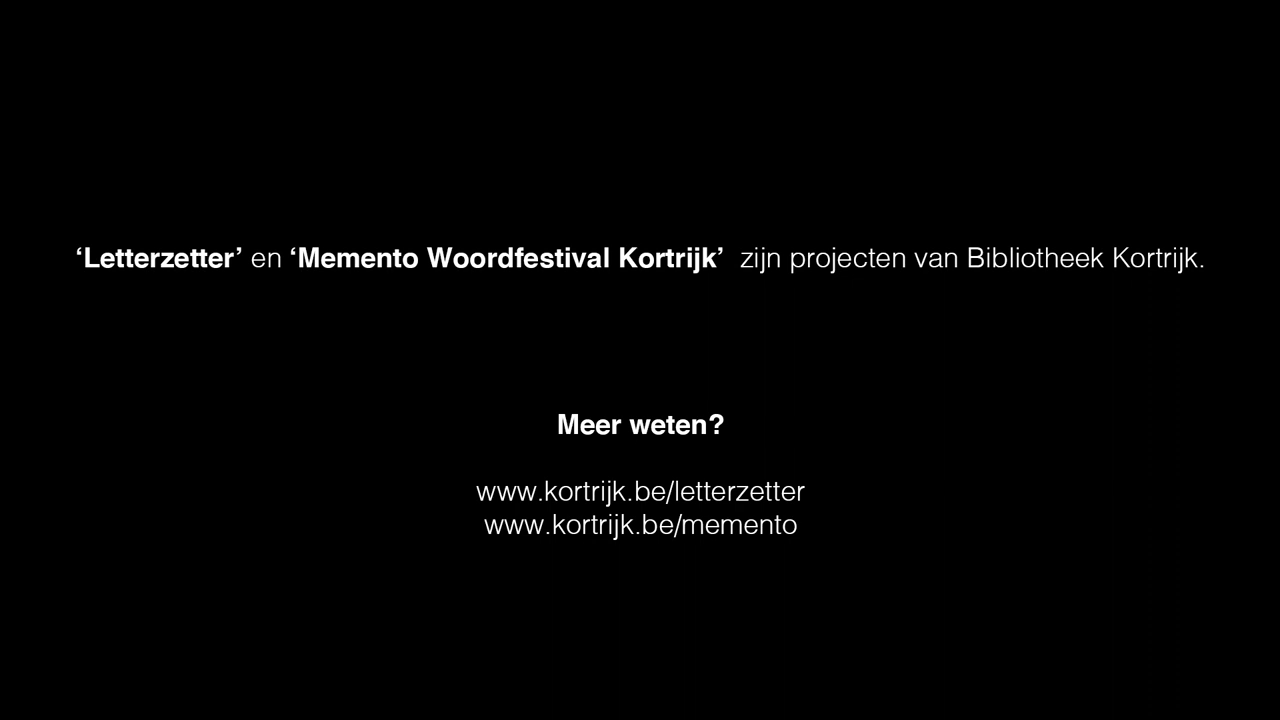 ‘Letterzetter’ en ‘Memento Woordfestival Kortrijk’  zijn projecten van Bibliotheek Kortrijk.
Meer weten?
www.kortrijk.be/letterzetter
www.kortrijk.be/memento